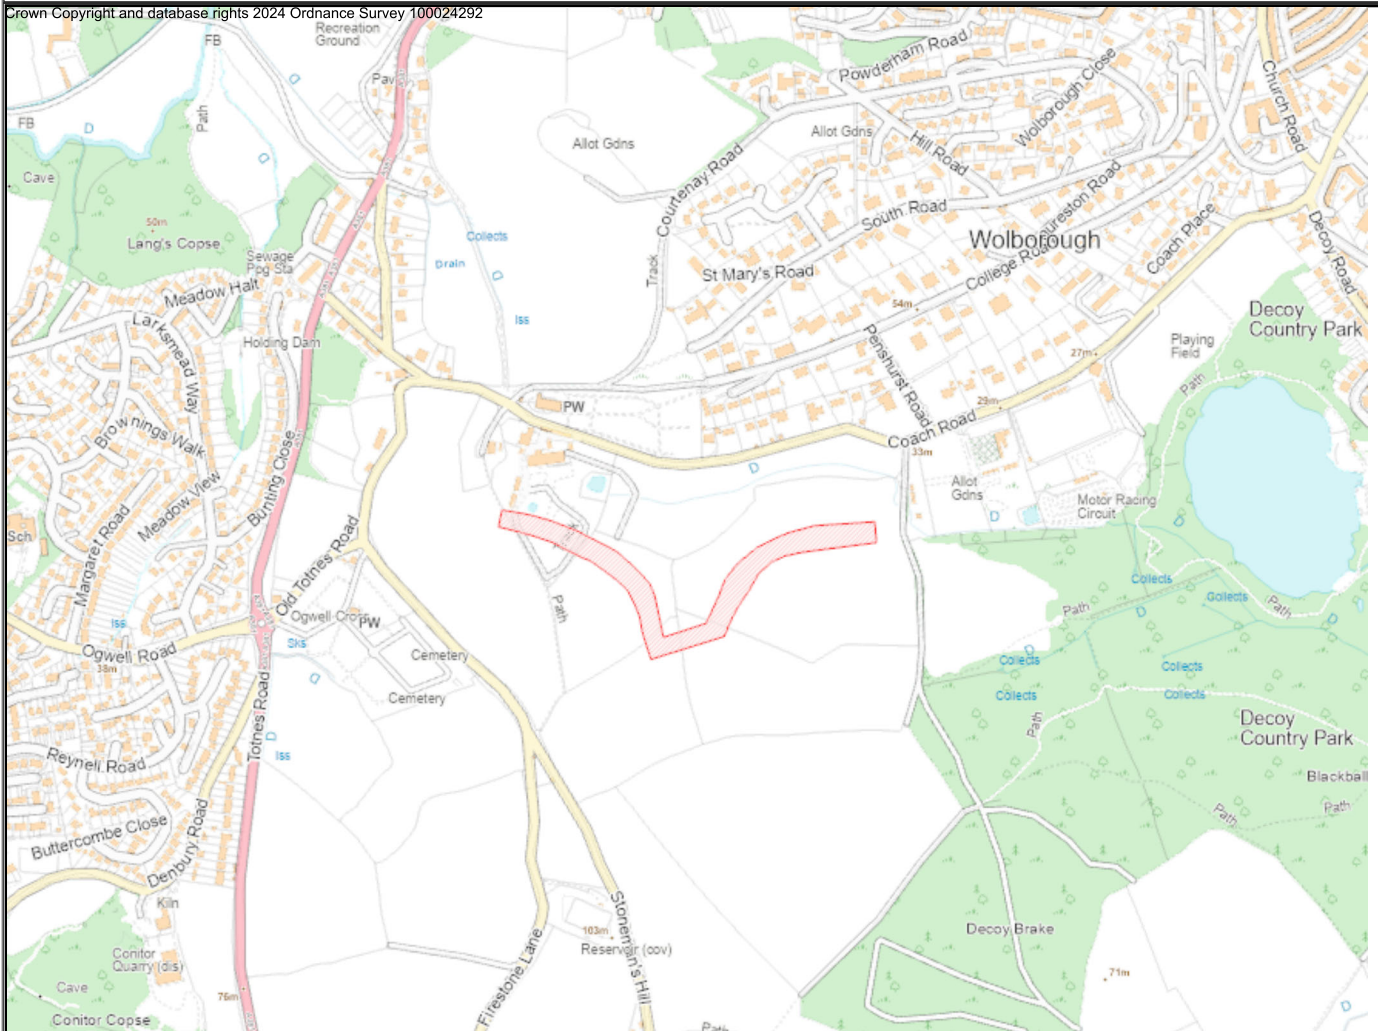 Crown Copyright and database rights 2024 Ordnance Survey 100024292
FB
Recreation
Ground
Pav
Path
D
FB
D
D
Cave
50m
Lang's Copse
Sewage
Ppg Sta
Meadow Halt
Larksmead Way
Holding Dam
Brownings Walk
Meadow View
Margaret Road
Bunting Close
Sch
Iss
Ogwell Road
38m
Old Totnes Road
Ogwell Cross
PW
Sks
D
Cemetery
Cemetery
Totnes Road
D
Iss
Reynell Road
Buttercombe Close
Denbury Road
Kiln
Conitor
Quarry (dis)
Cave
Conitor Copse
76m
Allot Gdns
Collects
Drain
D
Iss
Track
Courtenay Road
Powderham Road
Allot Gdns
Hill Road
Wolborough Close
Church Road
South Road
Wolborough
St Mary's Road
College Road
Coach Place
Decoy Road
54m
Penshurst Road
27m
29m
Coach Road
33m
PW
D
Playing
Field
Path
Decoy
Country Park
Allot
Gdns
D
Motor Racing
Circuit
D
Collects
Collects
Path
Path
D
D
Collects
Collects
Collects
Collects
Path
Path
Decoy
Country Park
Blackball
Path
Path
Decoy Brake
71m
D
Firestone Lane
Stoneman's Hill
103m
Reservoir (cov)
Path